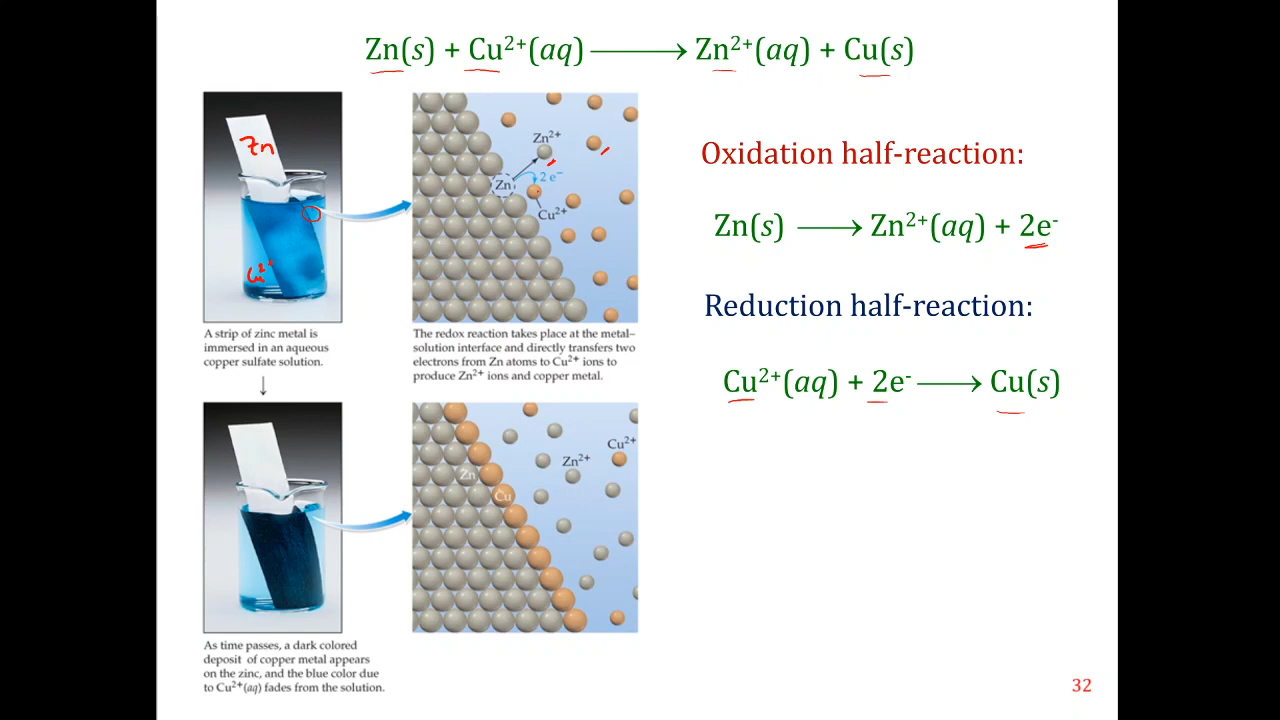 Zn(s) + Cu²⁺(aq) ⟶ Zn²⁺(aq) + Cu(s)
Zn
Cu²⁺
Zn²⁺
Zn
2 e⁻
Cu²⁺
A strip of zinc metal is
immersed in an aqueous
copper sulfate solution.
The redox reaction takes place at the metal–
solution interface and directly transfers two
electrons from Zn atoms to Cu²⁺ ions to
produce Zn²⁺ ions and copper metal.
Oxidation half-reaction:
Zn(s) ⟶ Zn²⁺(aq) + 2e⁻
Reduction half-reaction:
Cu²⁺(aq) + 2e⁻ ⟶ Cu(s)
Cu²⁺
Zn²⁺
Zn
Cu
As time passes, a dark colored
deposit of copper metal appears
on the zinc, and the blue color due
to Cu²⁺(aq) fades from the solution.
32